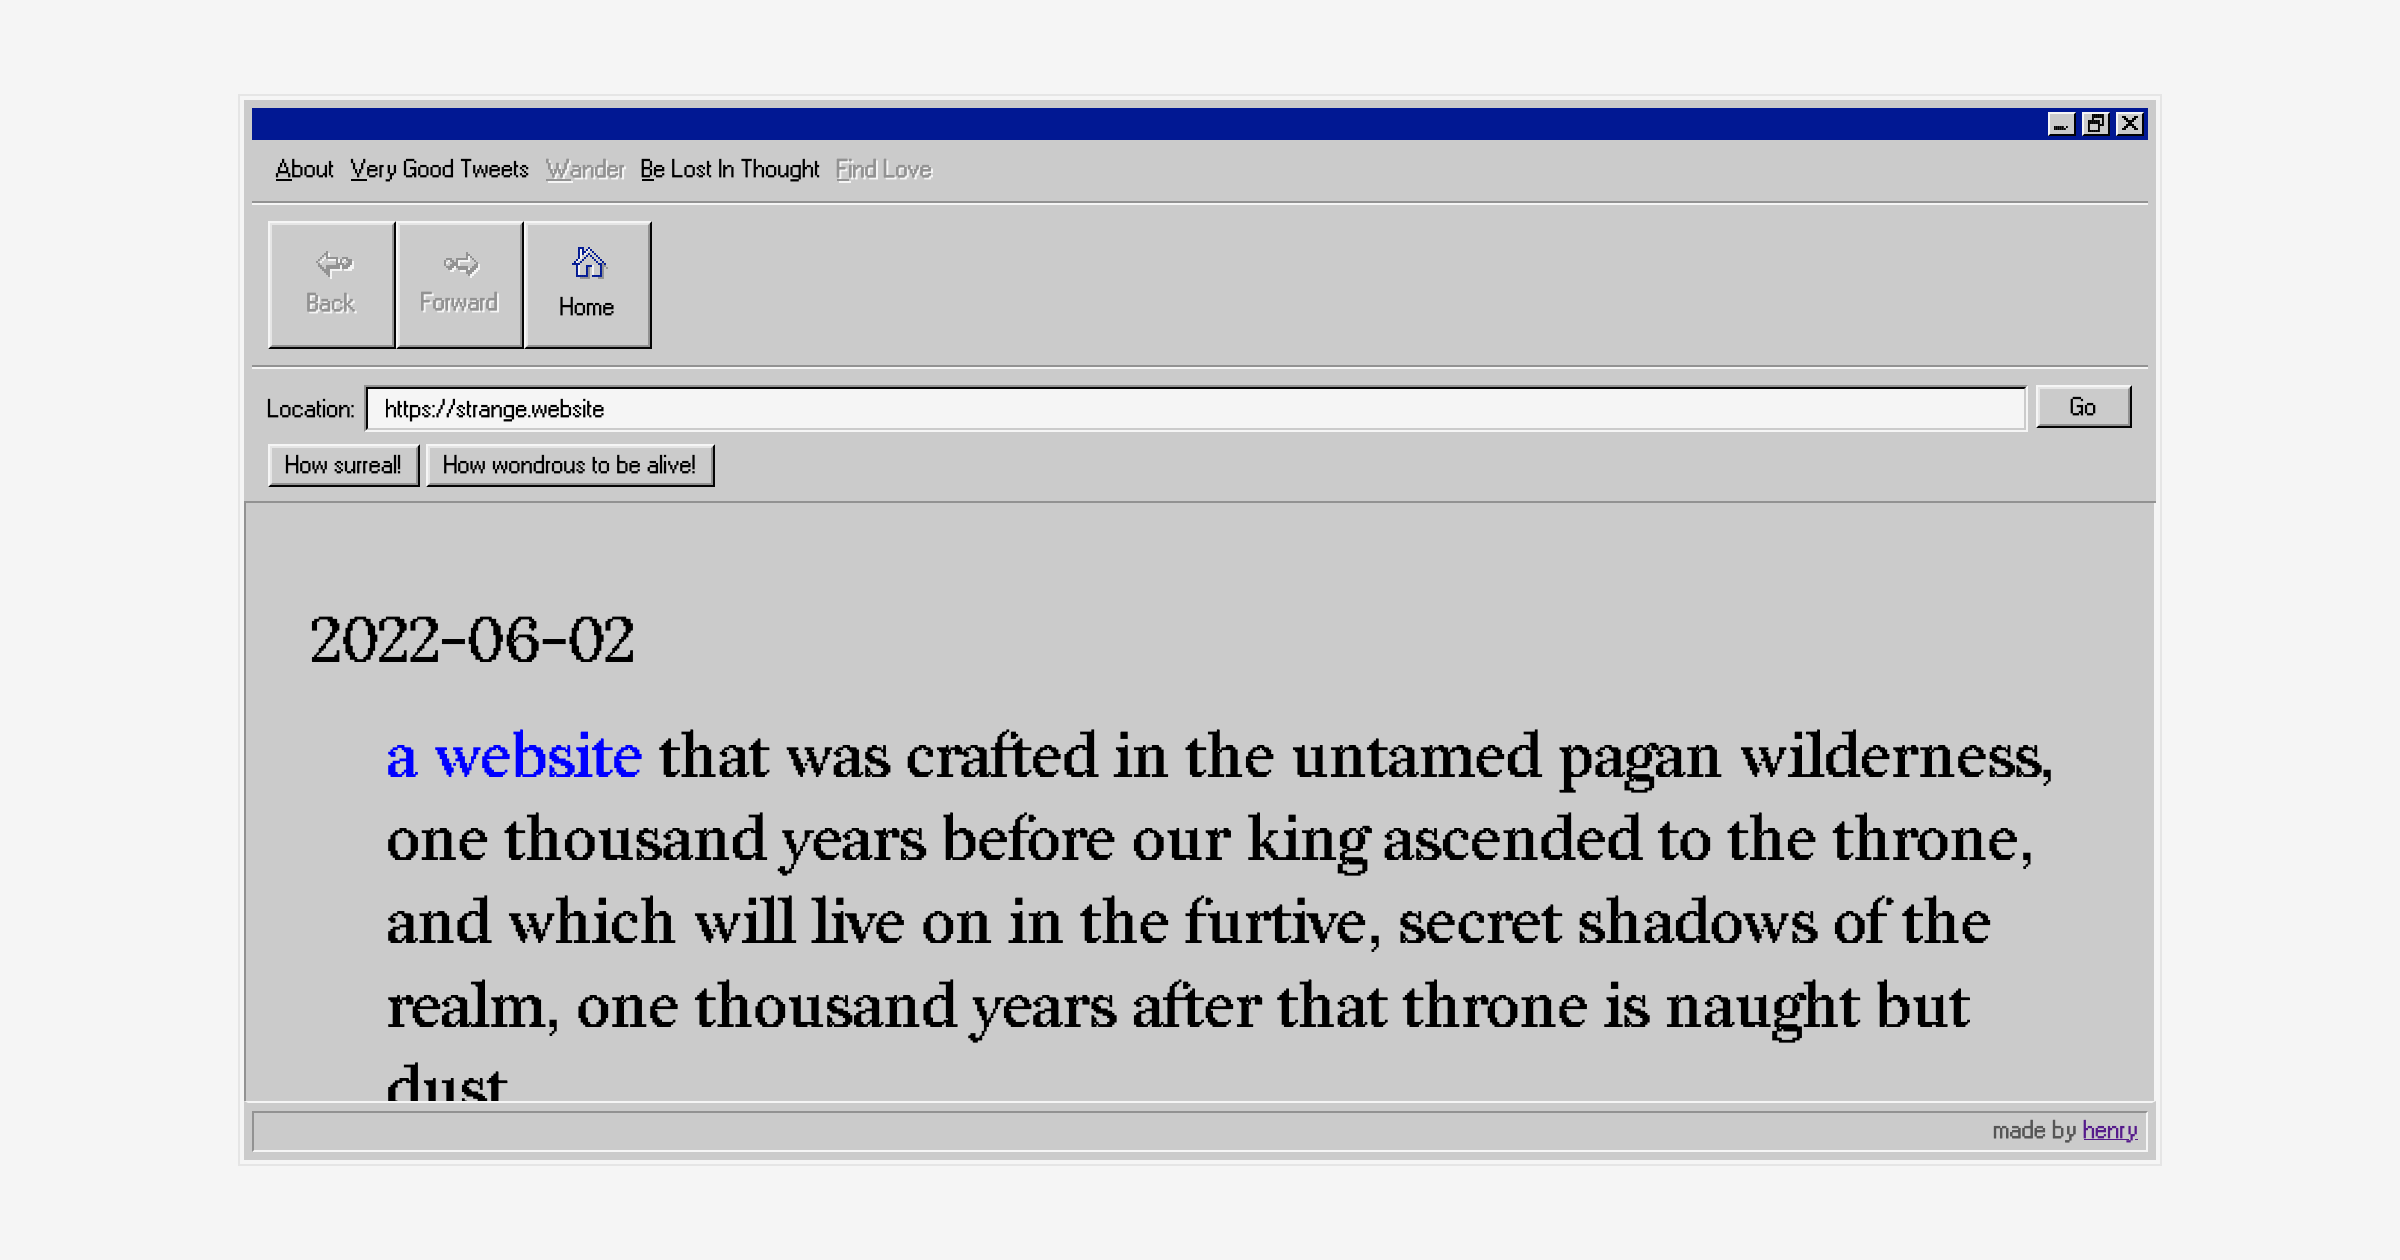 About Very Good Tweets Wander Be Lost In Thought Find Love
Back Forward Home
Location: https://strange.website Go
How surreal! How wondrous to be alive!
2022-06-02
a website that was crafted in the untamed pagan wilderness,
one thousand years before our king ascended to the throne,
and which will live on in the furtive, secret shadows of the
realm, one thousand years after that throne is naught but
dust
made by henry